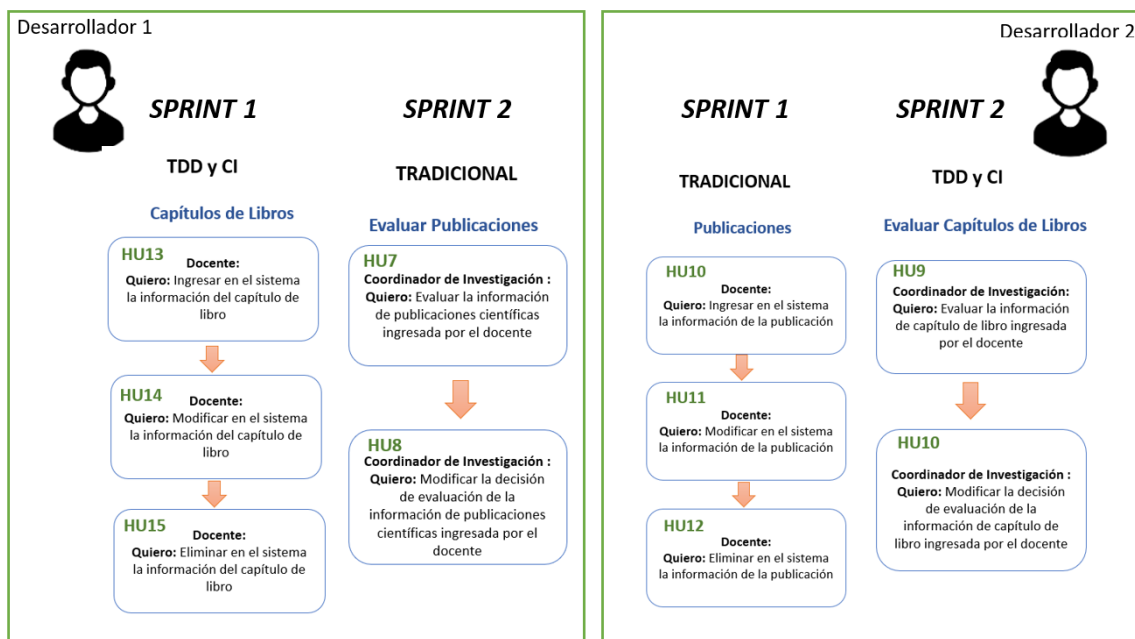 Desarrollador 1
SPRINT 1
TDD y CI
Capítulos de Libros
HU13
Docente:
Quiero: Ingresar en el sistema
la información del capítulo de
libro
HU14
Docente:
Quiero: Modificar en el sistema
la información del capítulo de
libro
HU15
Docente:
Quiero: Eliminar en el sistema
la información del capítulo de
libro
SPRINT 2
TRADICIONAL
Evaluar Publicaciones
HU7
Coordinador de Investigación :
Quiero: Evaluar la información
de publicaciones científicas
ingresada por el docente
HU8
Coordinador de Investigación :
Quiero: Modificar la decisión
de evaluación de la
información de publicaciones
científicas ingresada por el
docente
Desarrollador 2
SPRINT 1
TRADICIONAL
Publicaciones
HU10
Docente:
Quiero: Ingresar en el sistema
la información de la publicación
HU11
Docente:
Quiero: Modificar en el sistema
la información de la publicación
HU12
Docente:
Quiero: Eliminar en el sistema
la información de la publicación
SPRINT 2
TDD y CI
Evaluar Capítulos de Libros
HU9
Coordinador de Investigación:
Quiero: Evaluar la información
de capítulo de libro ingresada
por el docente
HU10
Coordinador de Investigación :
Quiero: Modificar la decisión
de evaluación de la
información de capítulo de
libro ingresada por el docente